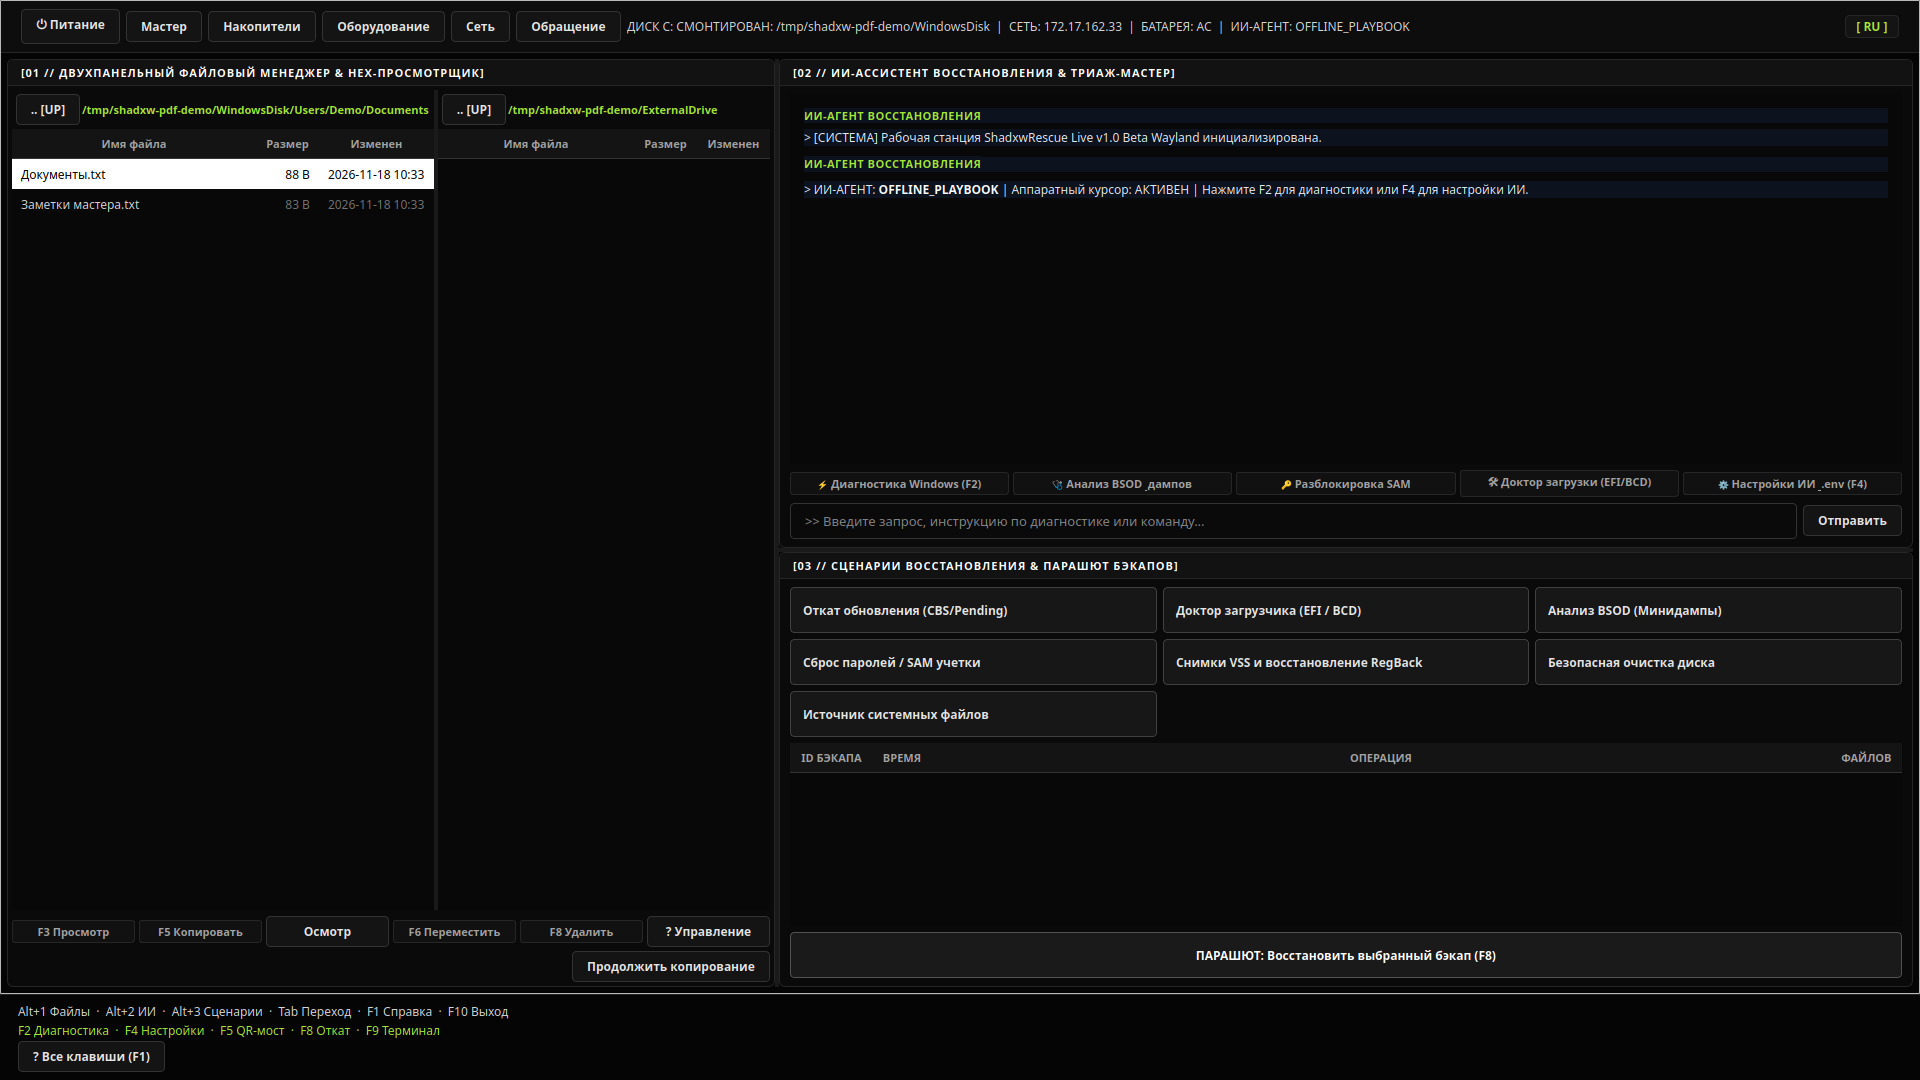 ⏻ Питание Мастер Накопители Оборудование Сеть Обращение ДИСК C: СМОНТИРОВАН: /tmp/shadxw-pdf-demo/WindowsDisk | СЕТЬ: 172.17.162.33 | БАТАРЕЯ: AC | ИИ-АГЕНТ: OFFLINE_PLAYBOOK [ RU ]
[01 // ДВУХПАНЕЛЬНЫЙ ФАЙЛОВЫЙ МЕНЕДЖЕР & HEX-ПРОСМОТРЩИК]
.. [UP] /tmp/shadxw-pdf-demo/WindowsDisk/Users/Demo/Documents
Имя файла Размер Изменен
Документы.txt 88 B 2026-11-18 10:33
Заметки мастера.txt 83 B 2026-11-18 10:33
.. [UP] /tmp/shadxw-pdf-demo/ExternalDrive
Имя файла Размер Изменен
F3 Просмотр F5 Копировать Осмотр F6 Переместить F8 Удалить ? Управление
Продолжить копирование
[02 // ИИ-АССИСТЕНТ ВОССТАНОВЛЕНИЯ & ТРИАЖ-МАСТЕР]
ИИ-АГЕНТ ВОССТАНОВЛЕНИЯ
> [СИСТЕМА] Рабочая станция ShadxwRescue Live v1.0 Beta Wayland инициализирована.
ИИ-АГЕНТ ВОССТАНОВЛЕНИЯ
> ИИ-АГЕНТ: OFFLINE_PLAYBOOK | Аппаратный курсор: АКТИВЕН | Нажмите F2 для диагностики или F4 для настройки ИИ.
⚡ Диагностика Windows (F2) 🩺 Анализ BSOD_дампов 🔑 Разблокировка SAM 🛠 Доктор загрузки (EFI/BCD) ⚙ Настройки ИИ_.env (F4)
>> Введите запрос, инструкцию по диагностике или команду... Отправить
[03 // СЦЕНАРИИ ВОССТАНОВЛЕНИЯ & ПАРАШЮТ БЭКАПОВ]
Откат обновления (CBS/Pending) Доктор загрузчика (EFI / BCD) Анализ BSOD (Минидампы)
Сброс паролей / SAM учетки Снимки VSS и восстановление RegBack Безопасная очистка диска
Источник системных файлов
ID БЭКАПА ВРЕМЯ ОПЕРАЦИЯ ФАЙЛОВ
ПАРАШЮТ: Восстановить выбранный бэкап (F8)
Alt+1 Файлы · Alt+2 ИИ · Alt+3 Сценарии · Tab Переход · F1 Справка · F10 Выход
F2 Диагностика · F4 Настройки · F5 QR-мост · F8 Откат · F9 Терминал
? Все клавиши (F1)